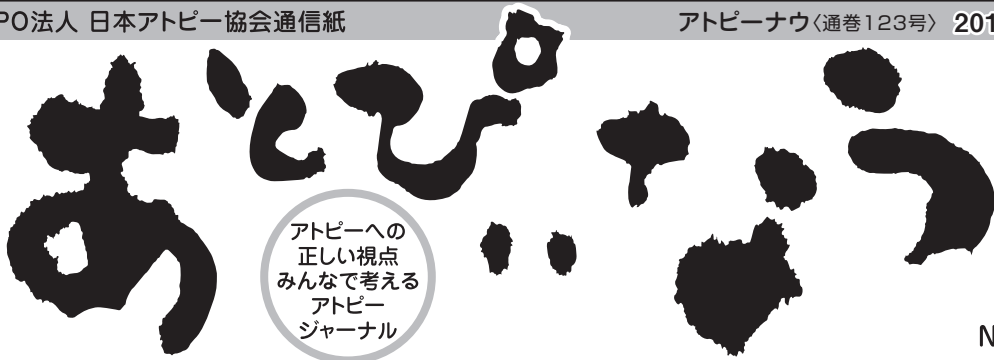 PO法人 日本アトピー協会通信紙
アトピーナウ〈通巻123号〉 201
あとぴぃなう
アトピーへの
正しい視点
みんなで考える
アトピー
ジャーナル
N